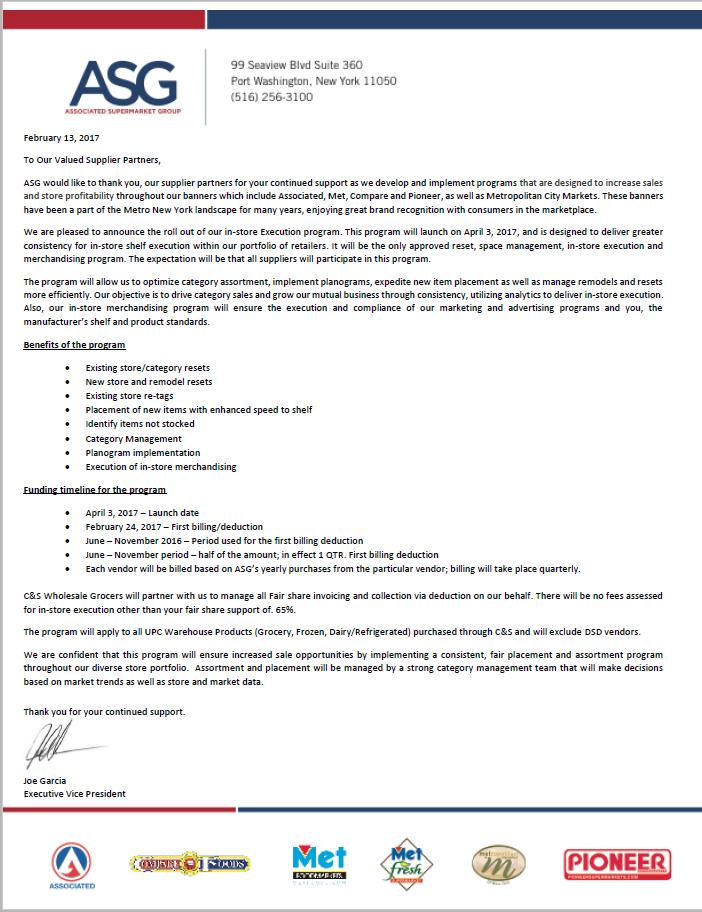 ASG
ASSOCIATED SUPERMARKET GROUP
99 Seaview Blvd Suite 360
Port Washington, New York 11050
(516) 256-3100
February 13, 2017
To Our Valued Supplier Partners,
ASG would like to thank you, our supplier partners for your continued support as we develop and implement programs that are designed to increase sales
and store profitability throughout our banners which include Associated, Met, Compare and Pioneer, as well as Metropolitan City Markets. These banners
have been a part of the Metro New York landscape for many years, enjoying great brand recognition with consumers in the marketplace.
We are pleased to announce the roll out of our in-store Execution program. This program will launch on April 3, 2017, and is designed to deliver greater
consistency for in-store shelf execution within our portfolio of retailers. It will be the only approved reset, space management, in-store execution and
merchandising program. The expectation will be that all suppliers will participate in this program.
The program will allow us to optimize category assortment, implement planograms, expedite new item placement as well as manage remodels and resets
more efficiently. Our objective is to drive category sales and grow our mutual business through consistency, utilizing analytics to deliver in-store execution.
Also, our in-store merchandising program will ensure the execution and compliance of our marketing and advertising programs and you, the
manufacturer's shelf and product standards.
Benefits of the program
• Existing store/category resets
• New store and remodel resets
• Existing store re-tags
• Placement of new items with enhanced speed to shelf
• Identify items not stocked
• Category Management
• Planogram implementation
• Execution of in-store merchandising
Funding timeline for the program
• April 3, 2017 – Launch date
• February 24, 2017 – First billing/deduction
• June – November 2016 – Period used for the first billing deduction
• June – November period – half of the amount; in effect 1 QTR. First billing deduction
• Each vendor will be billed based on ASG's yearly purchases from the particular vendor; billing will take place quarterly.
C&S Wholesale Grocers will partner with us to manage all Fair share invoicing and collection via deduction on our behalf. There will be no fees assessed
for in-store execution other than your fair share support of. 65%.
The program will apply to all UPC Warehouse Products (Grocery, Frozen, Dairy/Refrigerated) purchased through C&S and will exclude DSD vendors.
We are confident that this program will ensure increased sale opportunities by implementing a consistent, fair placement and assortment program
throughout our diverse store portfolio. Assortment and placement will be managed by a strong category management team that will make decisions
based on market trends as well as store and market data.
Thank you for your continued support.
Joe Garcia
Executive Vice President
ASSOCIATED
COMPARE FOODS
Met
FOODMARKETS
Met
fresh
metropolitan
m
PIONEER
PIONEERSUPERMARKETS.COM